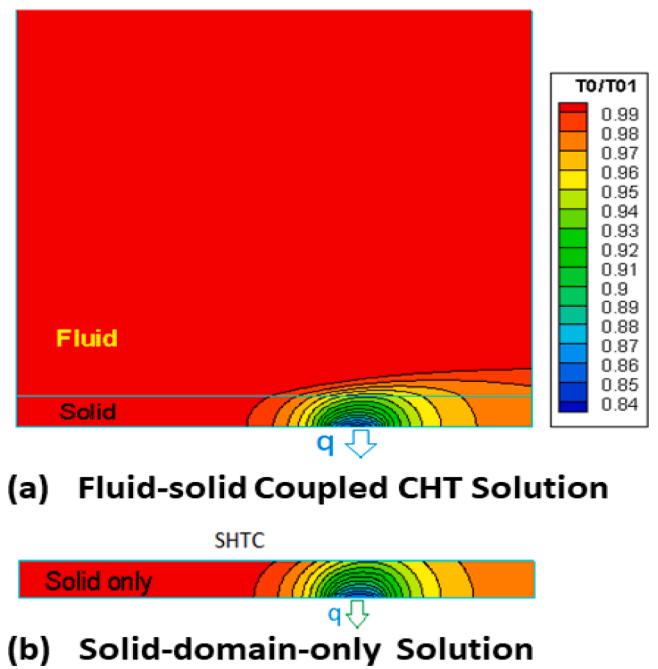 T0/T01
0.99
0.98
0.97
0.96
0.95
0.94
0.93
0.92
0.91
0.9
0.89
0.88
0.87
0.86
0.85
0.84
Fluid
Solid
q
(a) Fluid-solid Coupled CHT Solution
SHTC
Solid only
q
(b) Solid-domain-only Solution